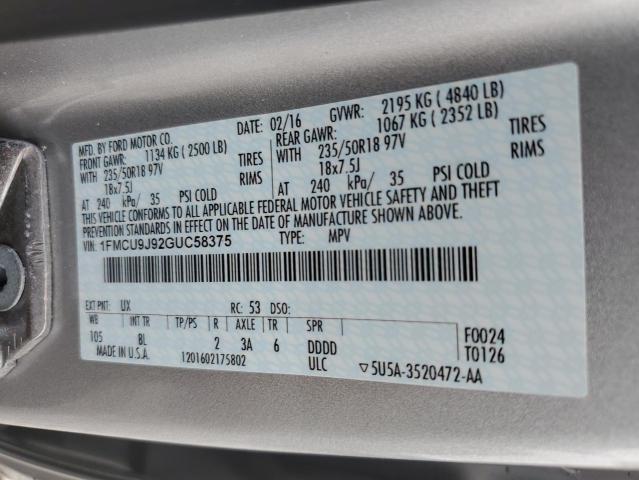 MFD. BY FORD MOTOR CO.
DATE: 02/16 GVWR: 2195 KG ( 4840 LB)
FRONT GAWR: 1134 KG ( 2500 LB) REAR GAWR: 1067 KG ( 2352 LB)
WITH 235/50R18 97V TIRES WITH 235/50R18 97V TIRES
18x7.5J RIMS 18x7.5J RIMS
AT 240 kPa/ 35 PSI COLD AT 240 kPa/ 35 PSI COLD
THIS VEHICLE CONFORMS TO ALL APPLICABLE FEDERAL MOTOR VEHICLE SAFETY AND THEFT
PREVENTION STANDARDS IN EFFECT ON THE DATE OF MANUFACTURE SHOWN ABOVE.
VIN: 1FMCU9J92GUC58375 TYPE: MPV
EXT PNT: UX RC: 53 DSO:
WB INT TR TP/PS R AXLE TR SPR
105 BL 2 3A 6 DDDD
F0024
T0126
MADE IN U.S.A. 1201602175802 ULC ▽5U5A-3520472-AA